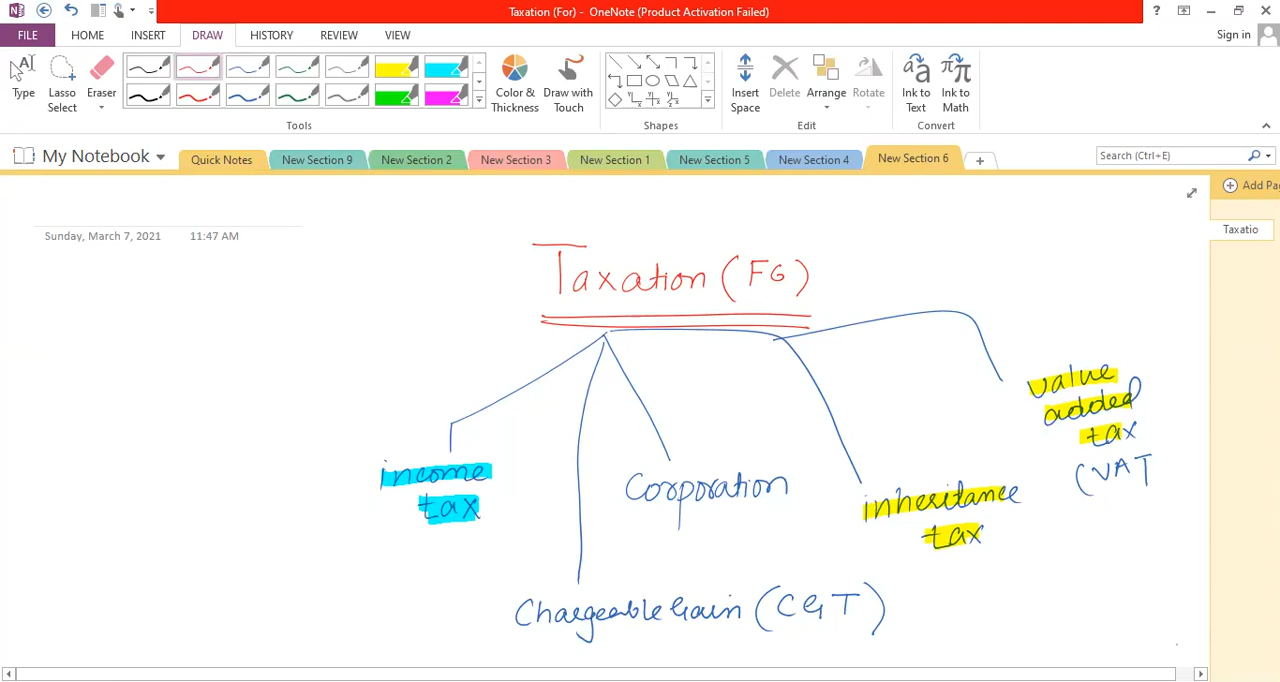 Taxation (For) - OneNote (Product Activation Failed)
?
Sign in
FILE HOME INSERT DRAW HISTORY REVIEW VIEW
Type
Lasso
Select
Eraser
Color &
Thickness
Draw with
Touch
Insert
Space
Delete
Arrange
Rotate
Ink to
Text
Ink to
Math
Tools Shapes Edit Convert
My Notebook
Quick Notes New Section 9 New Section 2 New Section 3 New Section 1 New Section 5 New Section 4 New Section 6
Search (Ctrl+E)
Add Pa
Taxatio
Sunday, March 7, 2021 11:47 AM
Taxation (F6)
value
added
tax
(VAT
income
tax
Corporation
inheritance
tax
Chargeable Gain (CGT)